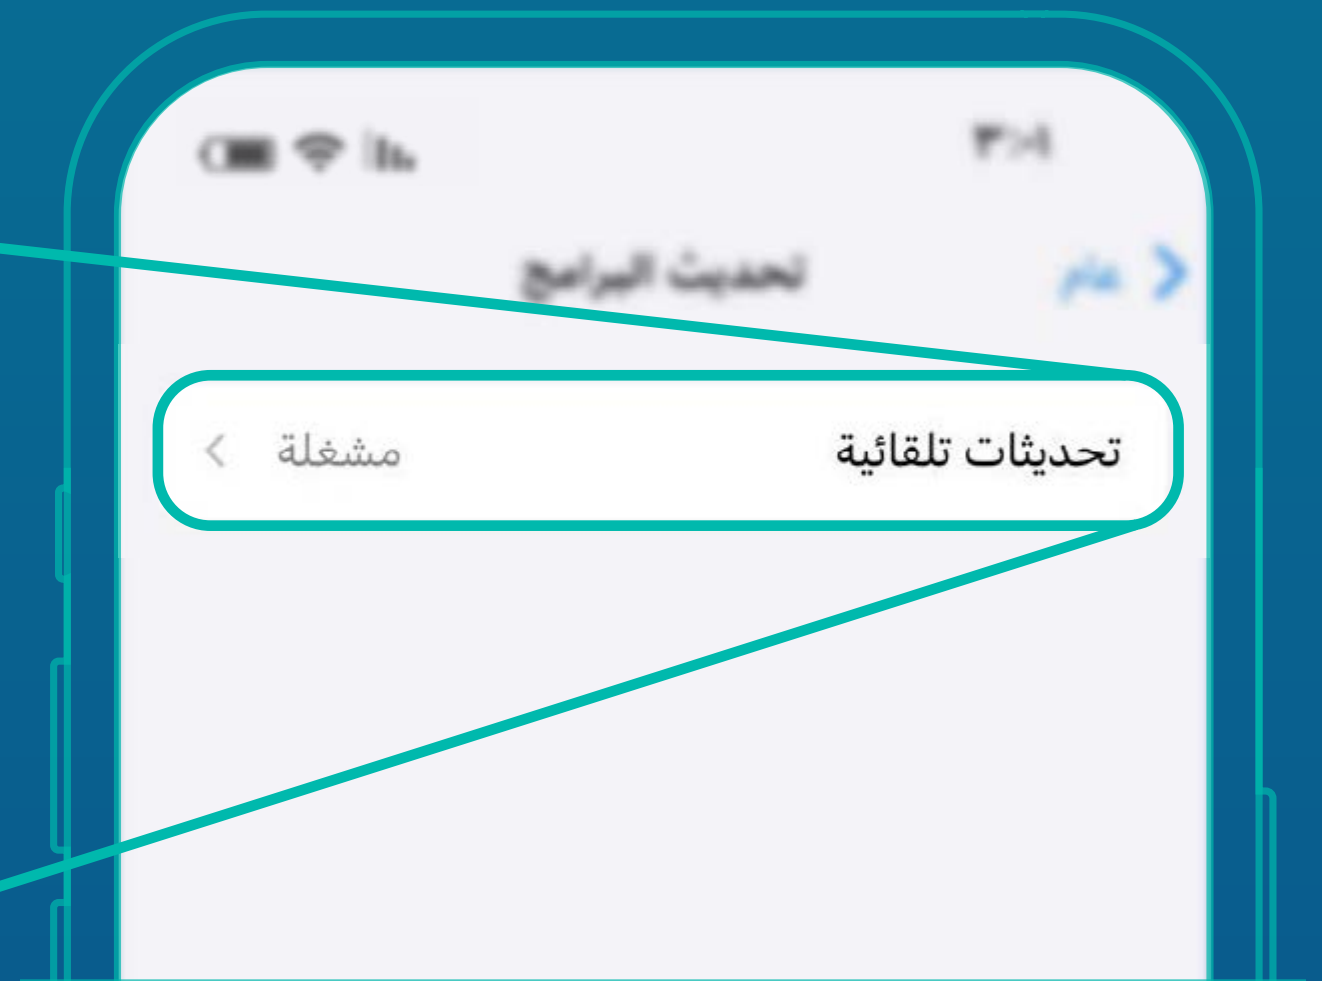 تحديث البرامج
عام
تحديثات تلقائية
مشغلة